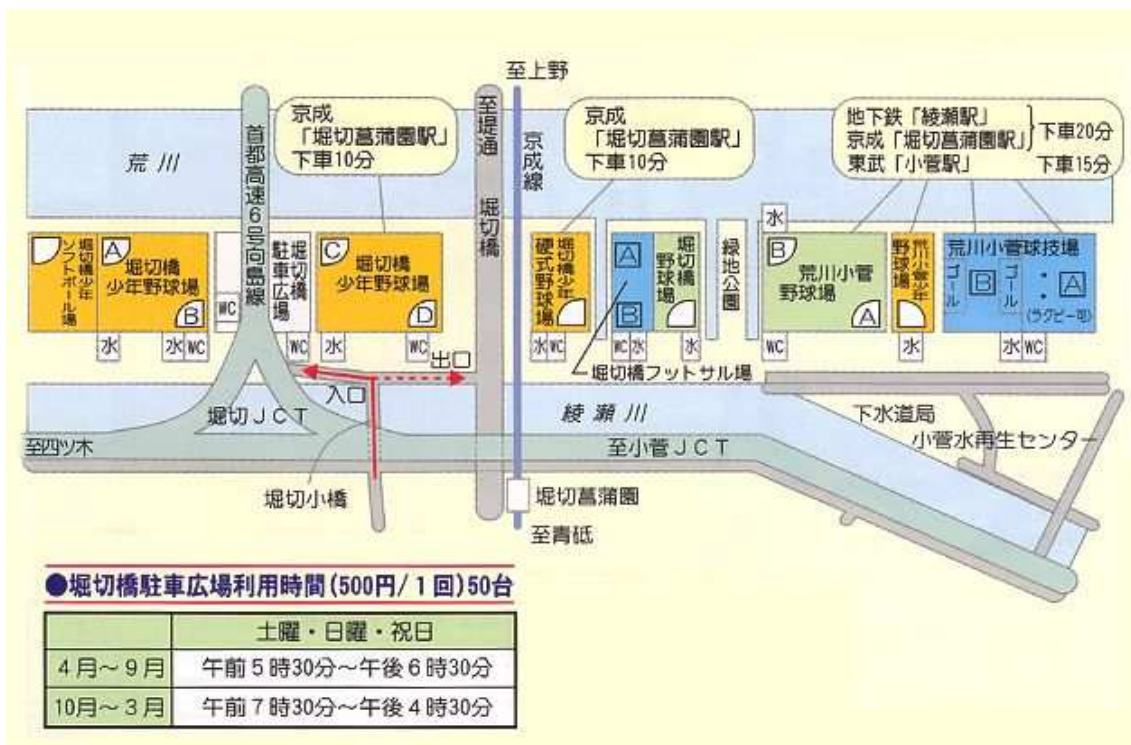 至上野
京成
「堀切菖蒲園駅」
下車10分
京成
「堀切菖蒲園駅」
下車10分
地下鉄「綾瀬駅」
京成「堀切菖蒲園駅」
下車20分
東武「小菅駅」
下車15分
荒川
首都高速6号向島線
至堤通
堀切橋
京成線
堀切橋少年
ソフトボール場
A
堀切橋
少年野球場
B
WC
堀切橋
駐車広場
C
堀切橋
少年野球場
D
堀切橋少年
硬式野球場
A
B
堀切橋
野球場
緑地公園
水
B
荒川小菅
野球場
A
荒川小菅少年
野球場
荒川小菅球技場
ゴール
B
ゴール
A
(ラグビー可)
水
水
WC
WC
水
WC
水
WC
WC
水
水
WC
水
水
WC
出口
入口
堀切橋フットサル場
堀切JCT
綾瀬川
下水道局
小菅水再生センター
至四ツ木
至小菅JCT
堀切小橋
堀切菖蒲園
至青砥
●堀切橋駐車広場利用時間(500円/1回)50台
土曜・日曜・祝日
4月~9月 午前5時30分~午後6時30分
10月~3月 午前7時30分~午後4時30分